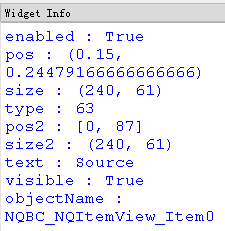 Widget Info
enabled : True
pos : (0.15,
0.24479166666666666)
size : (240, 61)
type : 63
pos2 : [0, 87]
size2 : (240, 61)
text : Source
visible : True
objectName :
NQBC_NQItemView_Item0